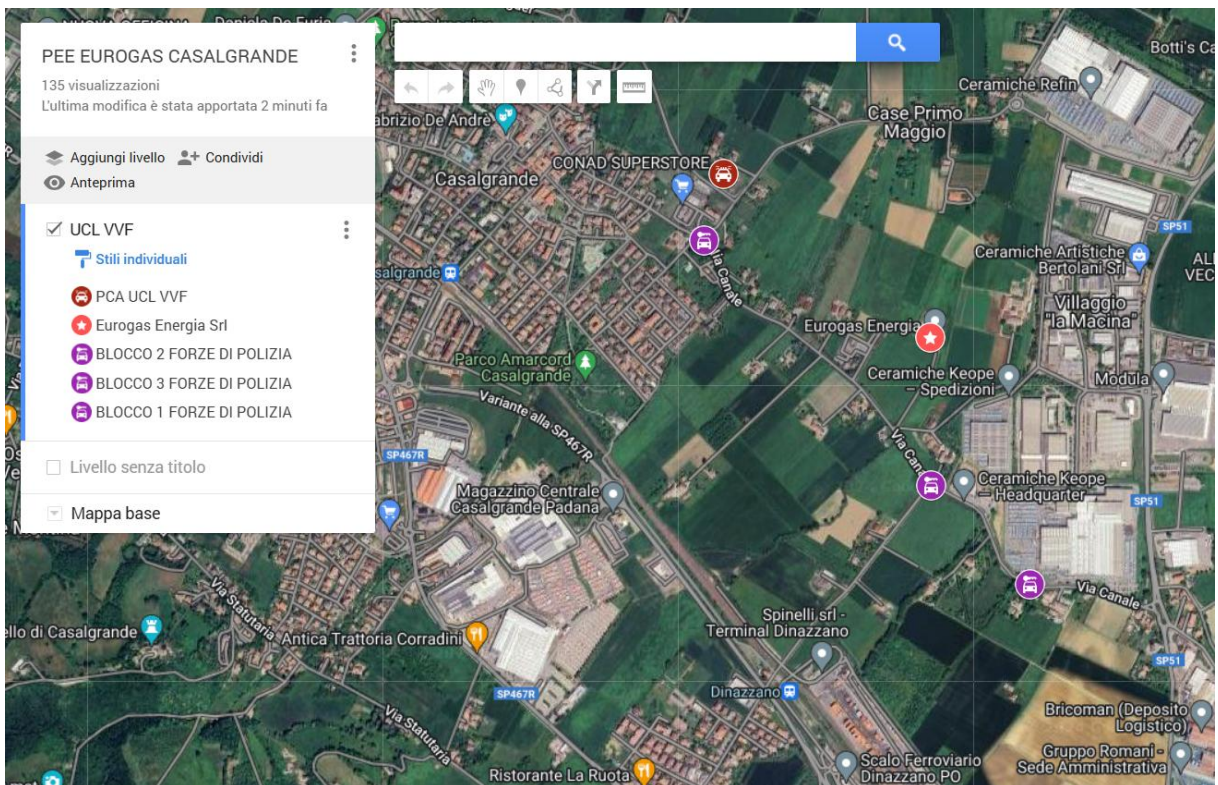 PEE EUROGAS CASALGRANDE
135 visualizzazioni
L'ultima modifica è stata apportata 2 minuti fa
Aggiungi livello
Condividi
Anteprima
UCL VVF
Stili individuali
PCA UCL VVF
Eurogas Energia Srl
BLOCCO 2 FORZE DI POLIZIA
BLOCCO 3 FORZE DI POLIZIA
BLOCCO 1 FORZE DI POLIZIA
Livello senza titolo
Mappa base
Botti's Ca
Ceramiche Refin
abrizio De André
Case Primo
Maggio
CONAD SUPERSTORE
Casalgrande
SP51
Via Canale
Ceramiche Artistiche
Bertolani Srl
salgrande
Villaggio
"la Macina"
Eurogas Energia
Parco Amarcord
Casalgrande
Ceramiche Keope
– Spedizioni
Modula
Variante alla SP467R
SP467R
Via Canale
Magazzino Centrale
Casalgrande Padana
Ceramiche Keope
– Headquarter
SP51
Via Statutaria
Via Canale
ello di Casalgrande
Antica Trattoria Corradini
Spinelli srl -
Terminal Dinazzano
SP51
SP467R
Dinazzano
Via Statutaria
Bricoman (Deposito
Logistico)
Scalo Ferroviario
Dinazzano PO
Gruppo Romani -
Sede Amministrativa
Ristorante La Ruota